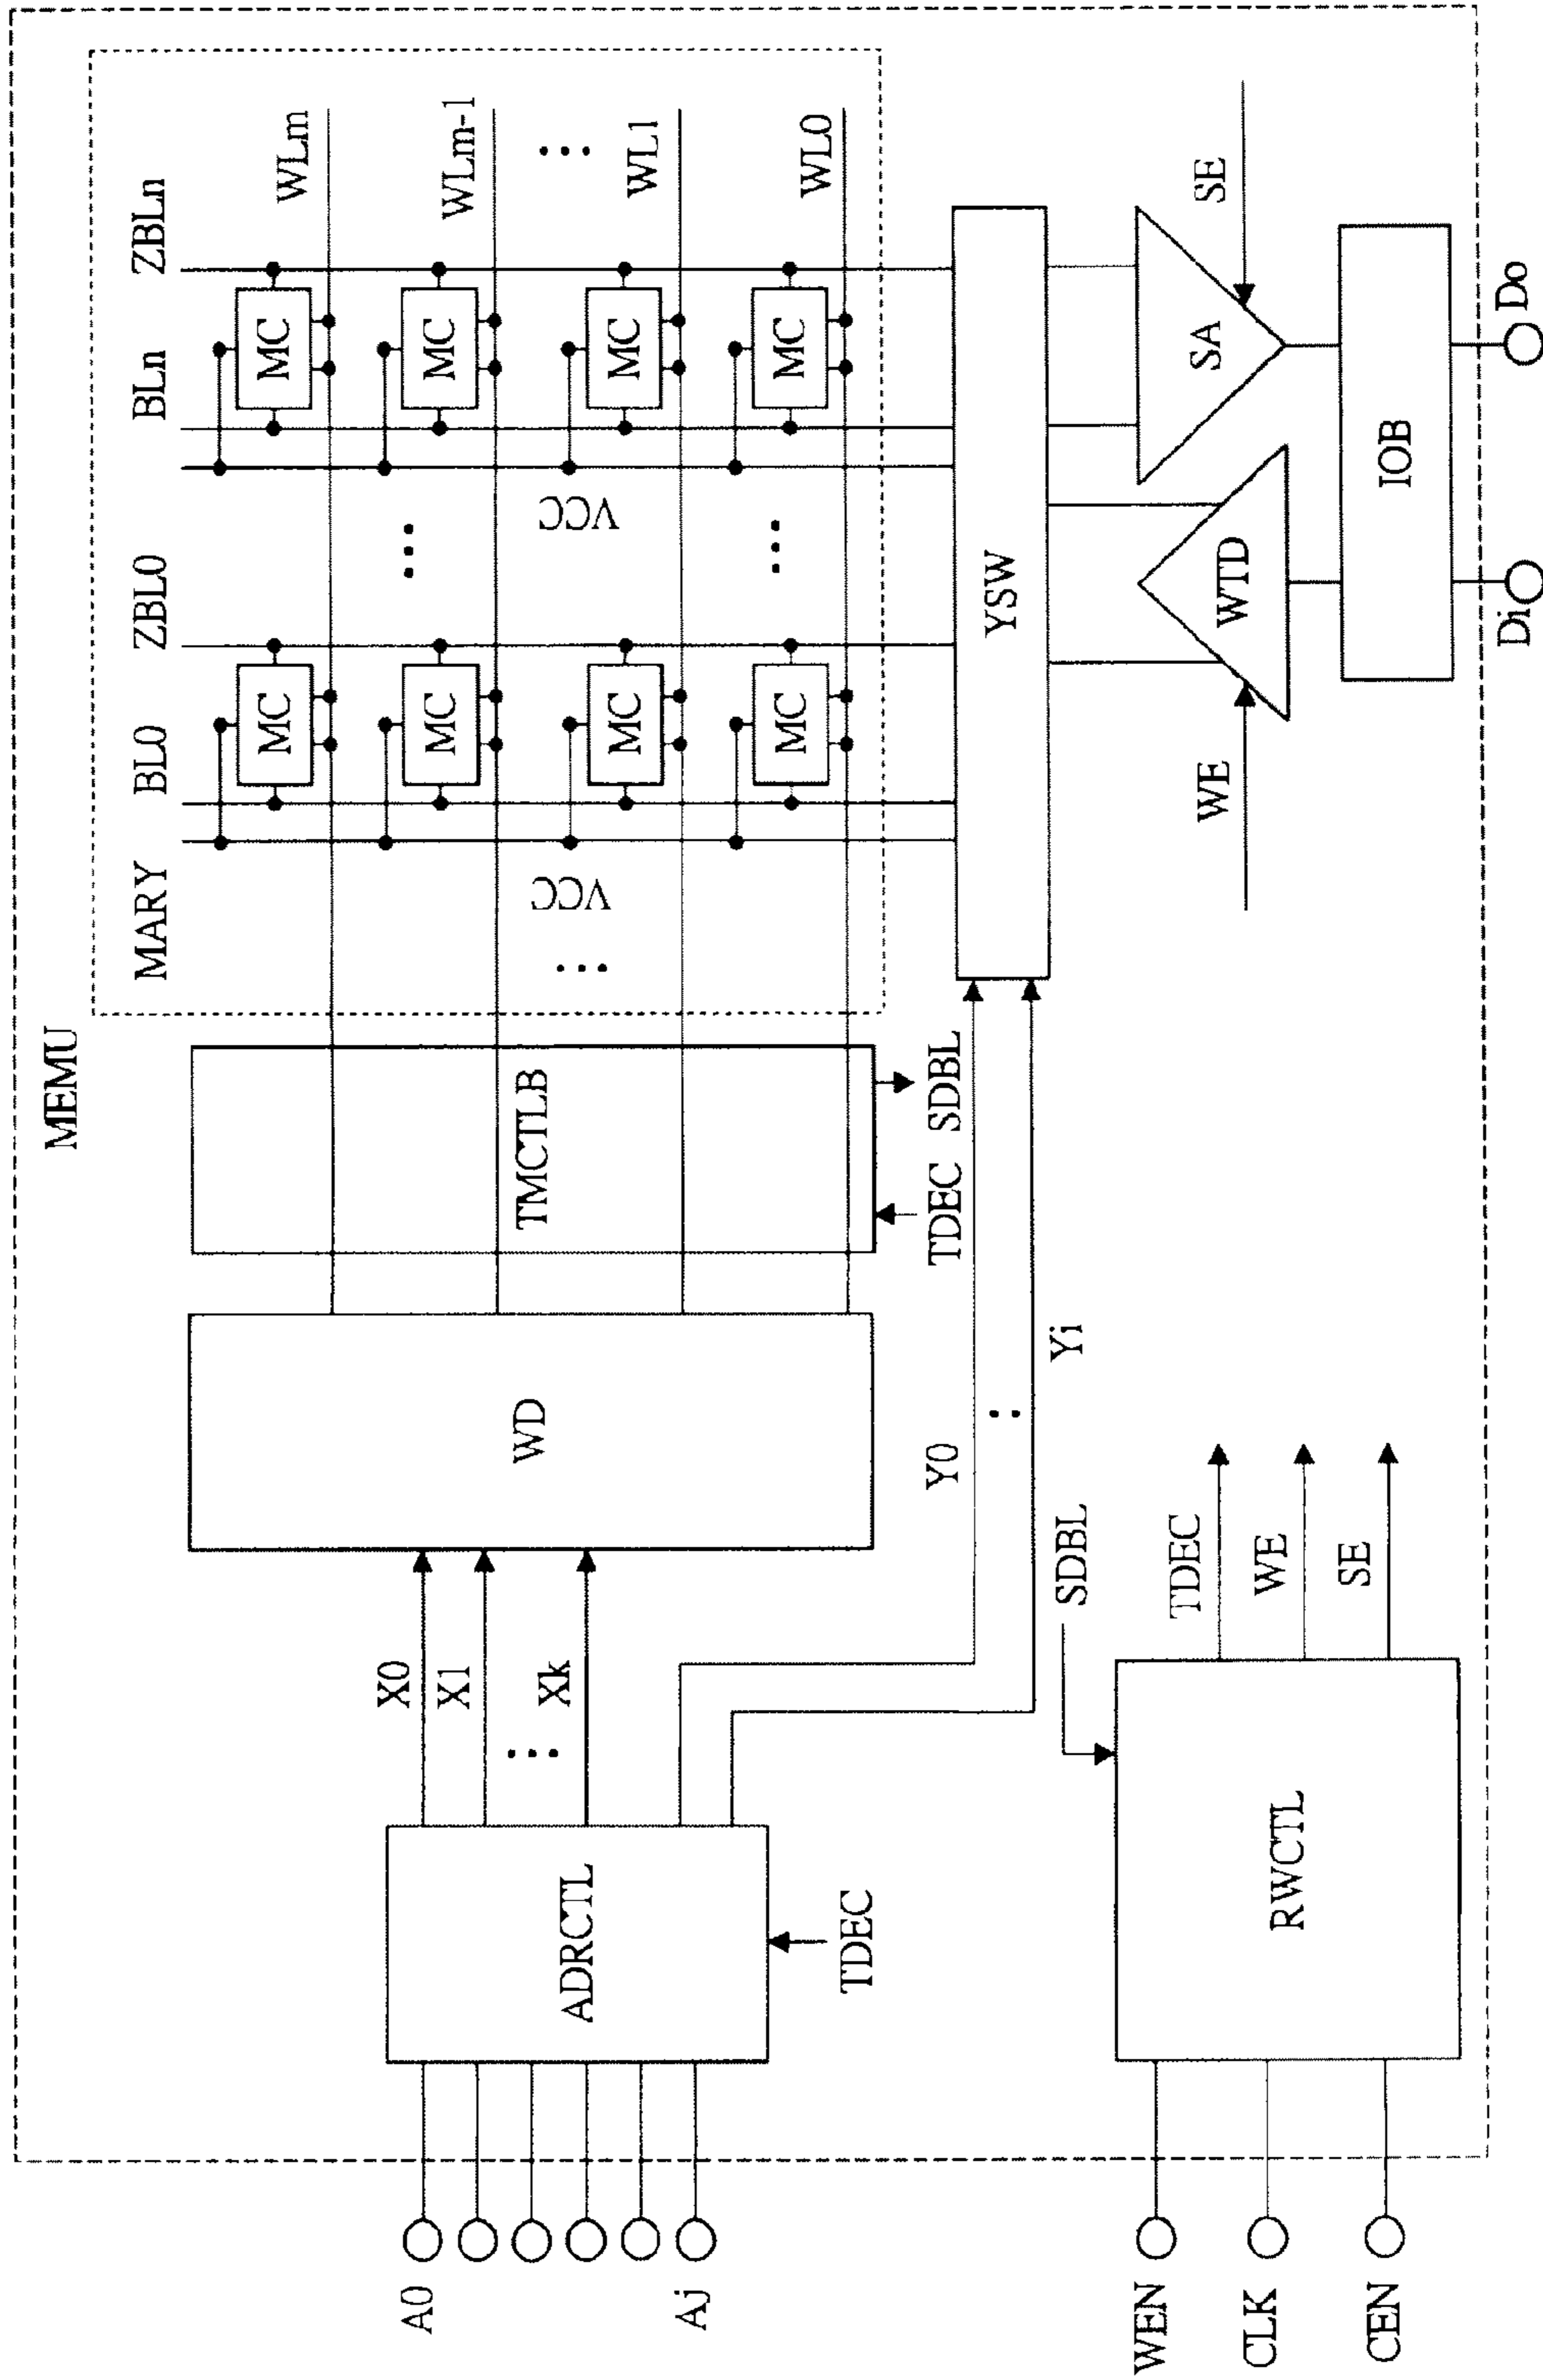 MEMU
MARY
BL0
ZBL0
BLn
ZBLn
MC
MC
WLm
MC
MC
WLm-1
VCC
VCC
MC
MC
WL1
MC
MC
WL0
WD
TMCTLB
TDEC
SDBL
X0
X1
Xk
Y0
Yi
A0
Aj
ADRCTL
TDEC
YSW
SDBL
WEN
CLK
CEN
RWCTL
TDEC
WE
SE
WE
WTD
SA
SE
IOB
Di
Do